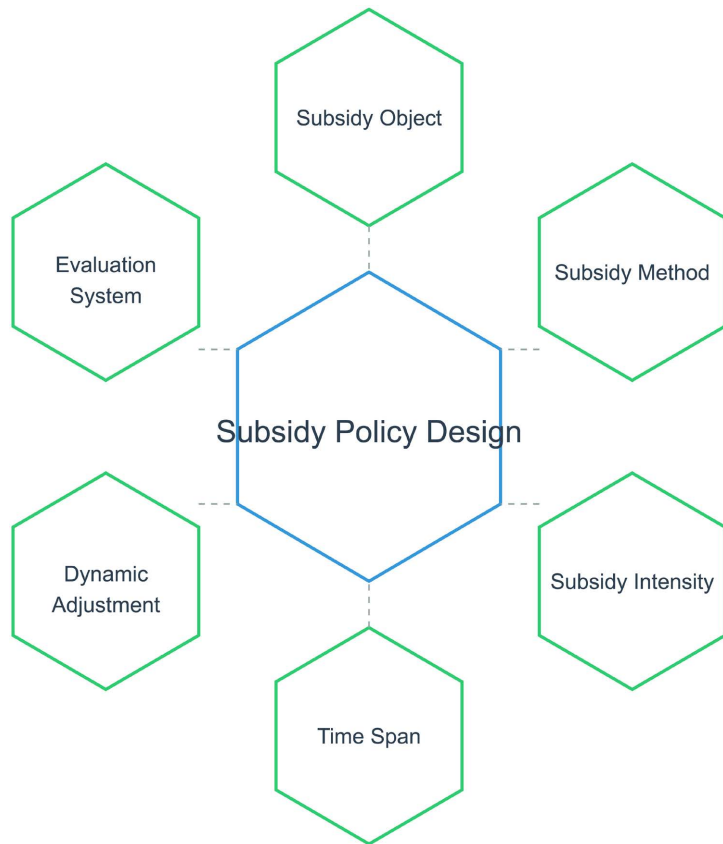 Subsidy Object
Evaluation
System
Subsidy Method
Subsidy Policy Design
Dynamic
Adjustment
Subsidy Intensity
Time Span